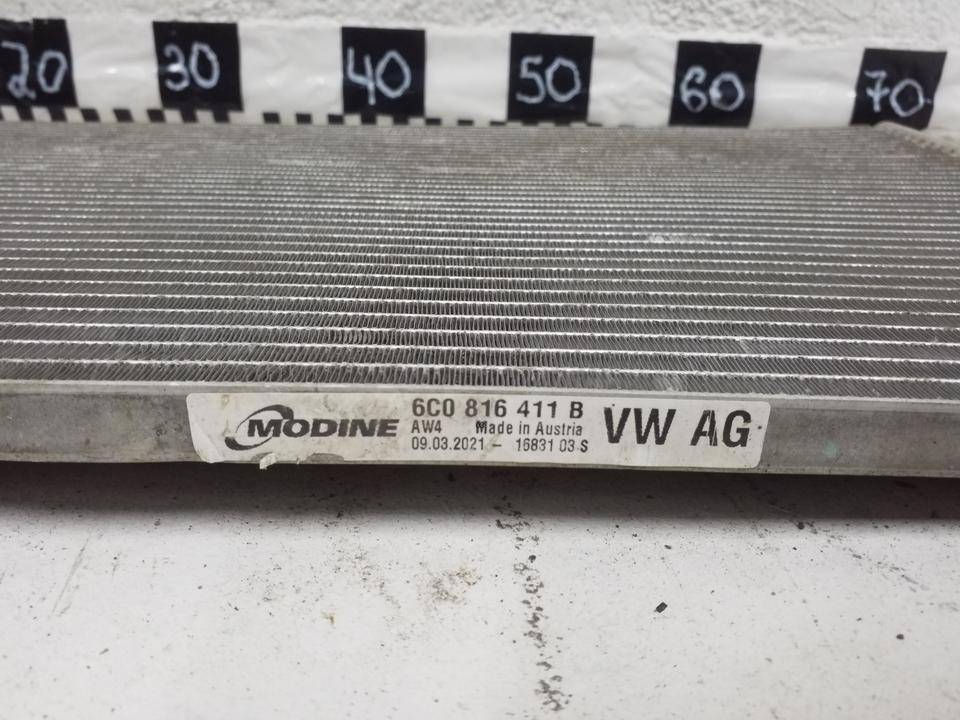 20 30 40 50 60 70
MODINE 6C0 816 411 B VW AG
AW4 Made in Austria
09.03.2021 - 16831 03 S